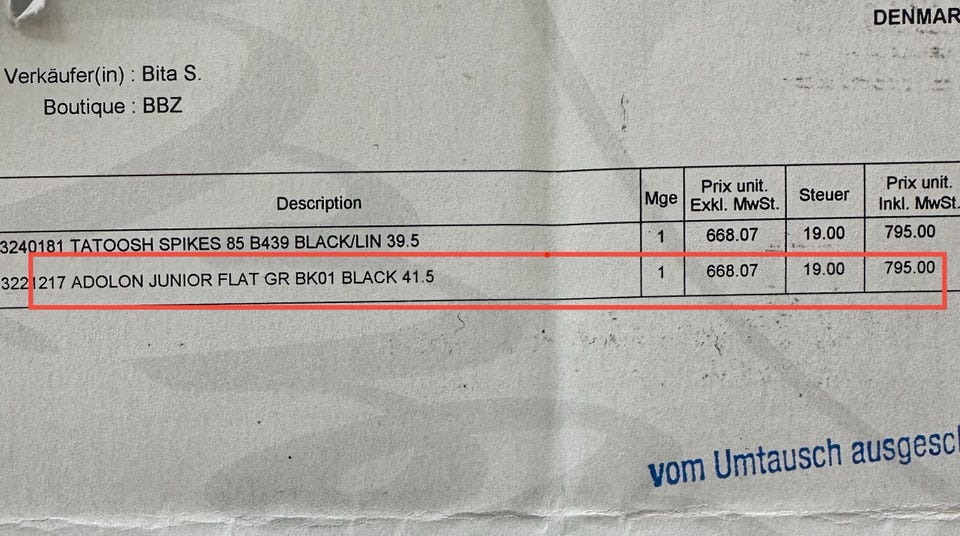 DENMAR
Verkäufer(in) : Bita S.
Boutique : BBZ
Description Mge Prix unit. Exkl. MwSt. Steuer Prix unit. Inkl. MwSt.
3240181 TATOOSH SPIKES 85 B439 BLACK/LIN 39.5 1 668.07 19.00 795.00
3221217 ADOLON JUNIOR FLAT GR BK01 BLACK 41.5 1 668.07 19.00 795.00
vom Umtausch ausgeschl